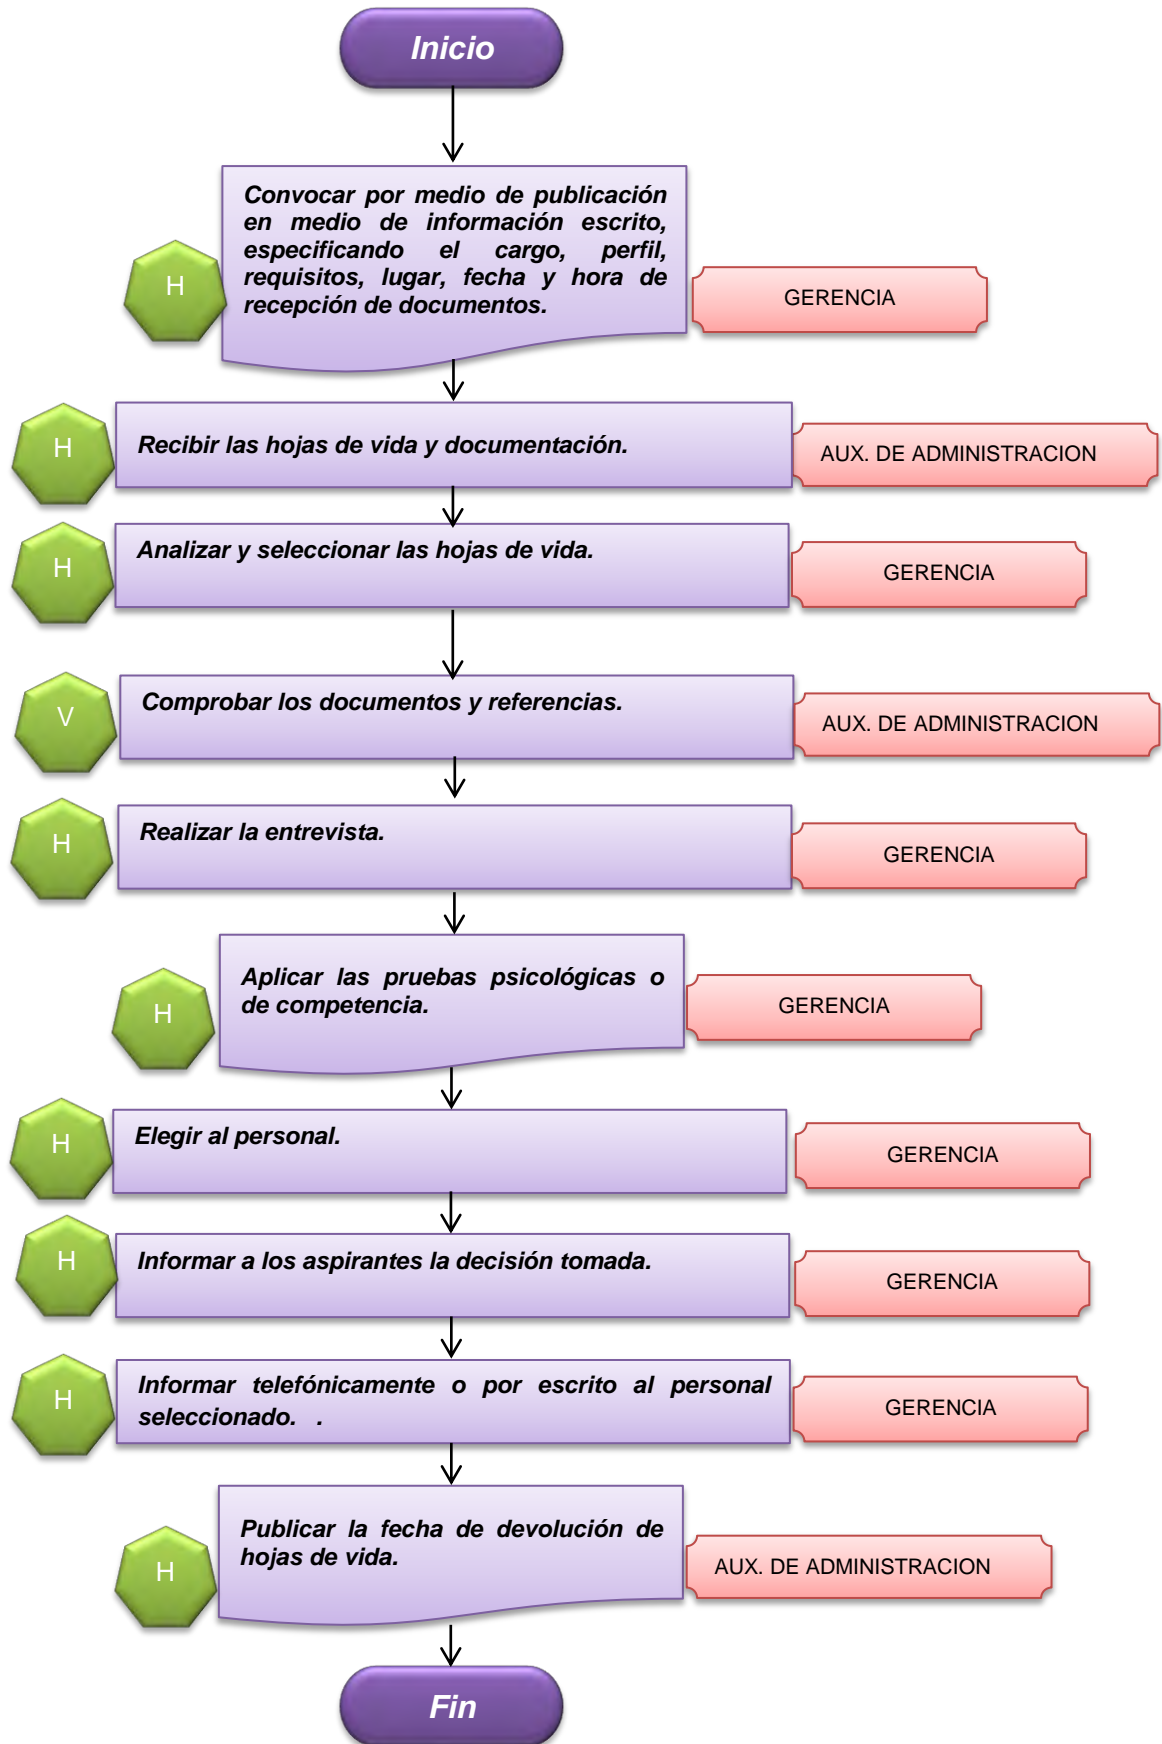 Inicio
Convocar por medio de publicación
en medio de información escrito,
especificando el cargo, perfil,
requisitos, lugar, fecha y hora de
recepción de documentos.
H
GERENCIA
H
Recibir las hojas de vida y documentación.
AUX. DE ADMINISTRACION
H
Analizar y seleccionar las hojas de vida.
GERENCIA
V
Comprobar los documentos y referencias.
AUX. DE ADMINISTRACION
H
Realizar la entrevista.
GERENCIA
H
Aplicar las pruebas psicológicas o
de competencia.
GERENCIA
H
Elegir al personal.
GERENCIA
H
Informar a los aspirantes la decisión tomada.
GERENCIA
H
Informar telefónicamente o por escrito al personal
seleccionado. .
GERENCIA
H
Publicar la fecha de devolución de
hojas de vida.
AUX. DE ADMINISTRACION
Fin